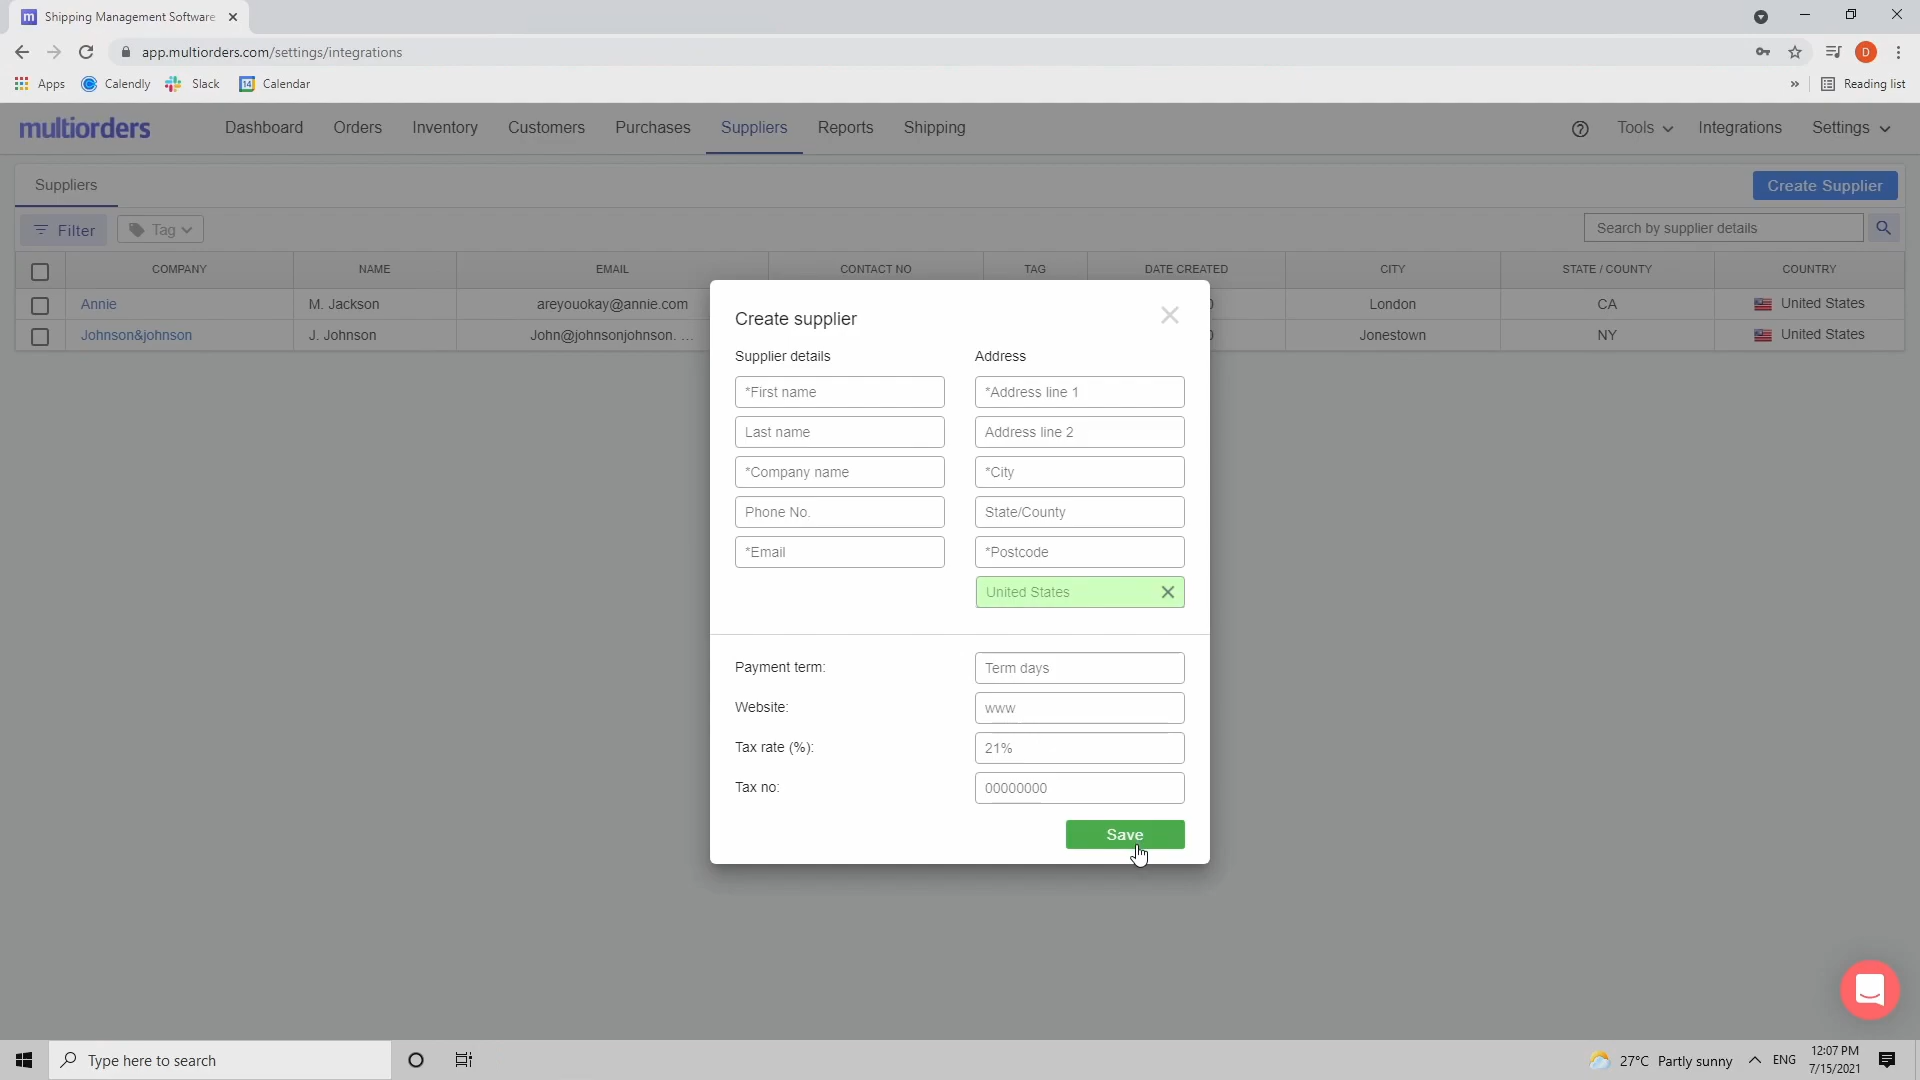 m Shipping Management Software
app.multiorders.com/settings/integrations
D
Apps Calendly Slack 14 Calendar » Reading list
multiorders Dashboard Orders Inventory Customers Purchases Suppliers Reports Shipping Tools Integrations Settings
Suppliers Create Supplier
Filter Tag Search by supplier details
COMPANY NAME EMAIL CONTACT NO TAG DATE CREATED CITY STATE / COUNTY COUNTRY
Annie M. Jackson areyouokay@annie.com London CA United States
Johnson&johnson J. Johnson John@johnsonjohnson. ... Jonestown NY United States
Create supplier
Supplier details Address
*First name *Address line 1
Last name Address line 2
*Company name *City
Phone No. State/County
*Email *Postcode
United States
Payment term: Term days
Website: www
Tax rate (%): 21%
Tax no: 00000000
Save
Type here to search 27°C Partly sunny ENG 12:07 PM
7/15/2021